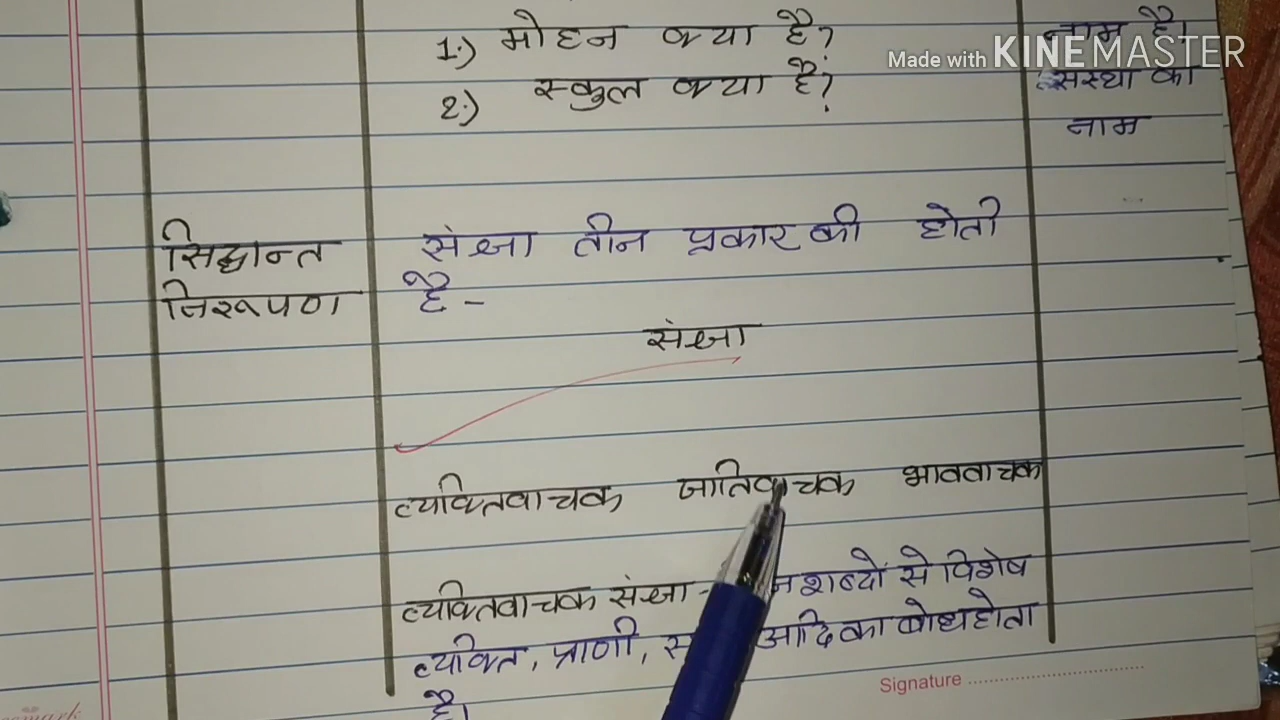 1.) मोहन क्या है? नाम है।
Made with KINEMASTER
2.) स्कुल क्या है? संस्था का
नाम
सिद्धान्त संज्ञा तीन प्रकार की होती
निरूपण है -
संज्ञा
व्यक्तिवाचक जातिवाचक भाववाचक
व्यक्तिवाचक संज्ञा - शब्दों से विशेष
व्यक्ति, प्राणी, आदि का बोध होता
है।
Signature